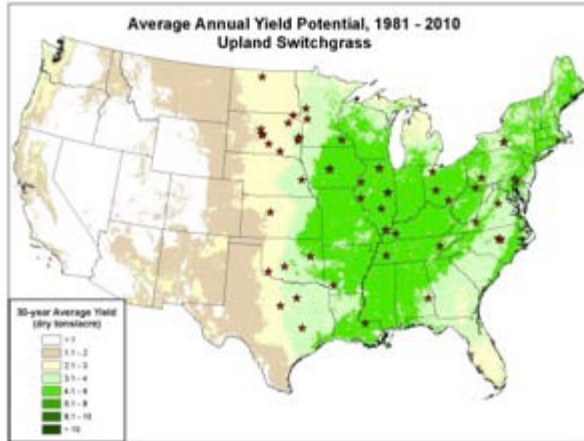 Average Annual Yield Potential, 1981 - 2010
Upland Switchgrass
30-year Average Yield
(dry tons/acre)
< 1
1.1 - 2
2.1 - 3
3.1 - 4
4.1 - 6
6.1 - 8
8.1 - 10
> 10